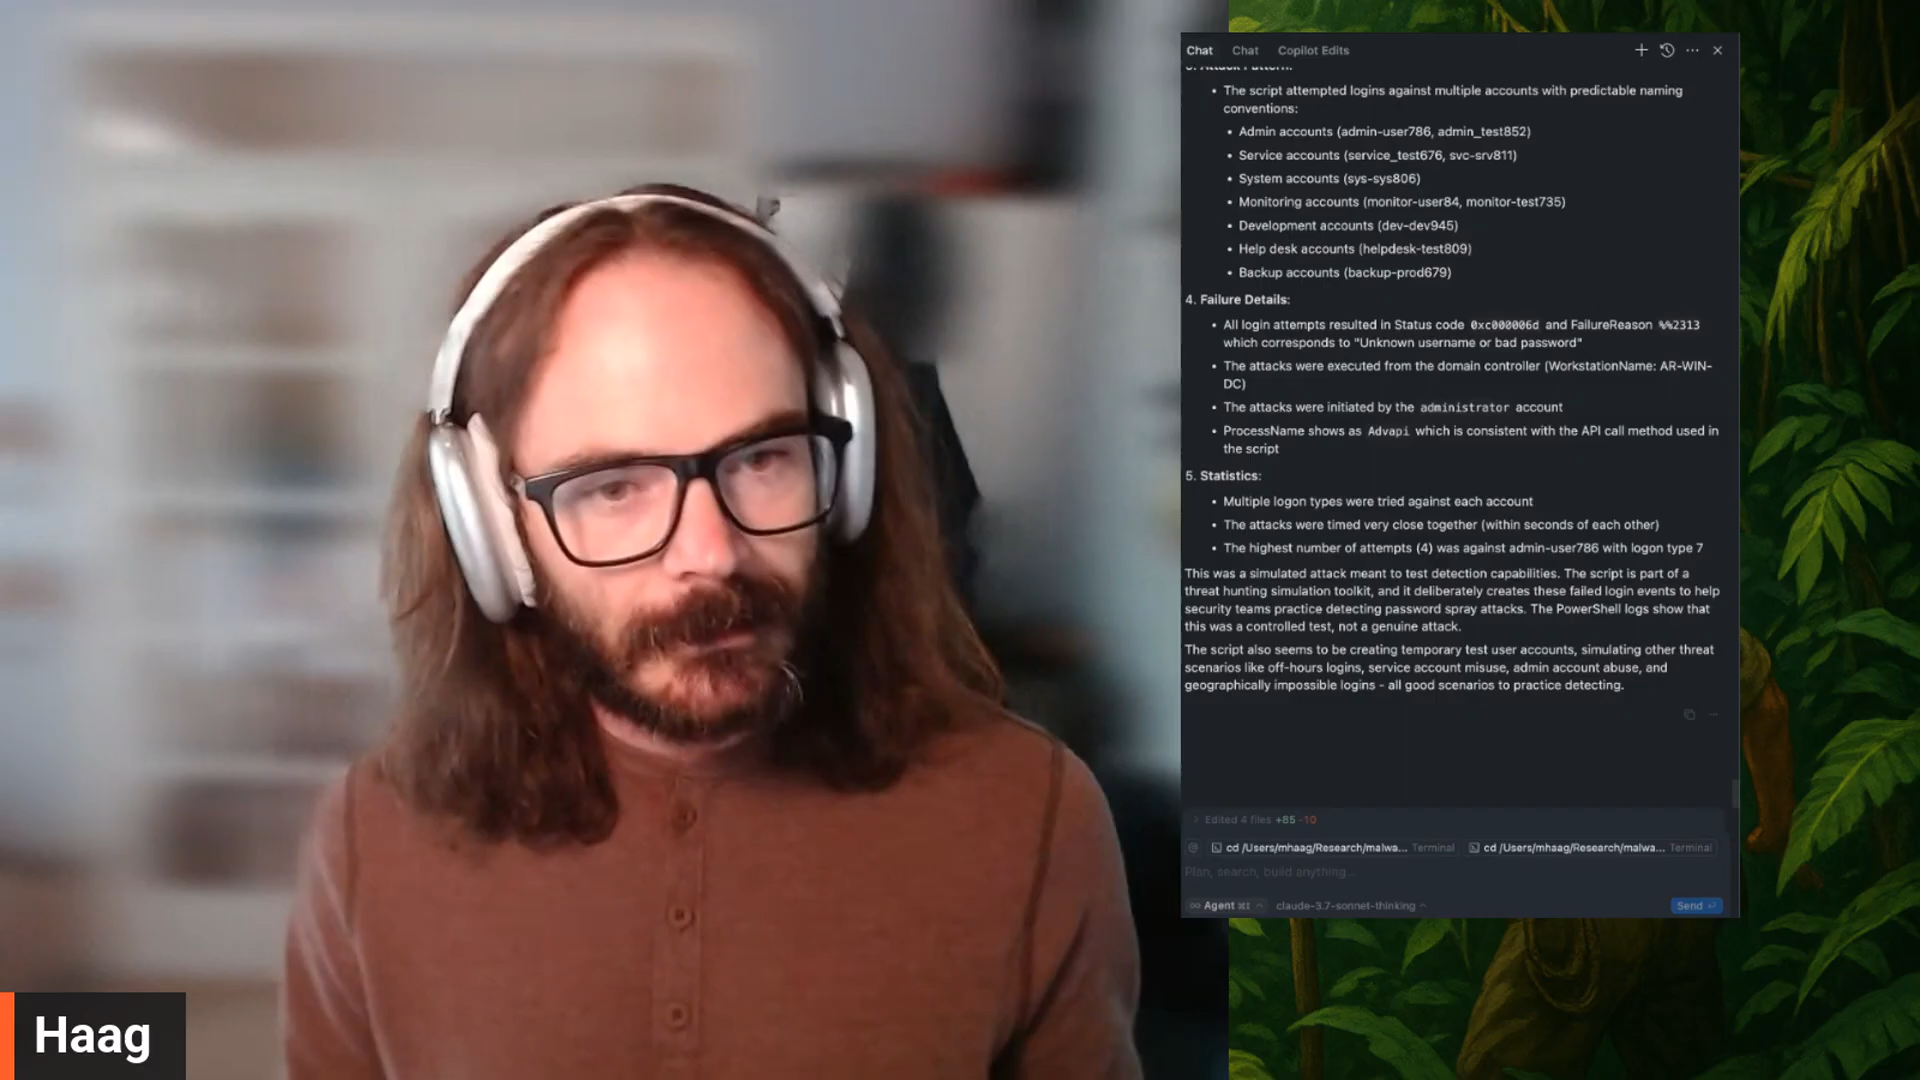 Chat Chat Copilot Edits
3. Attack Pattern:
• The script attempted logins against multiple accounts with predictable naming
conventions:
• Admin accounts (admin-user786, admin_test852)
• Service accounts (service_test676, svc-srv811)
• System accounts (sys-sys806)
• Monitoring accounts (monitor-user84, monitor-test735)
• Development accounts (dev-dev945)
• Help desk accounts (helpdesk-test809)
• Backup accounts (backup-prod679)
4. Failure Details:
• All login attempts resulted in Status code 0xc000006d and FailureReason %%2313
which corresponds to "Unknown username or bad password"
• The attacks were executed from the domain controller (WorkstationName: AR-WIN-
DC)
• The attacks were initiated by the administrator account
• ProcessName shows as Advapi which is consistent with the API call method used in
the script
5. Statistics:
• Multiple logon types were tried against each account
• The attacks were timed very close together (within seconds of each other)
• The highest number of attempts (4) was against admin-user786 with logon type 7
This was a simulated attack meant to test detection capabilities. The script is part of a
threat hunting simulation toolkit, and it deliberately creates these failed login events to help
security teams practice detecting password spray attacks. The PowerShell logs show that
this was a controlled test, not a genuine attack.
The script also seems to be creating temporary test user accounts, simulating other threat
scenarios like off-hours logins, service account misuse, admin account abuse, and
geographically impossible logins - all good scenarios to practice detecting.
Edited 4 files +85 -10
cd /Users/mhaag/Research/malwa... Terminal cd /Users/mhaag/Research/malwa... Terminal
Plan, search, build anything...
Agent ⌘I claude-3.7-sonnet-thinking Send
Haag